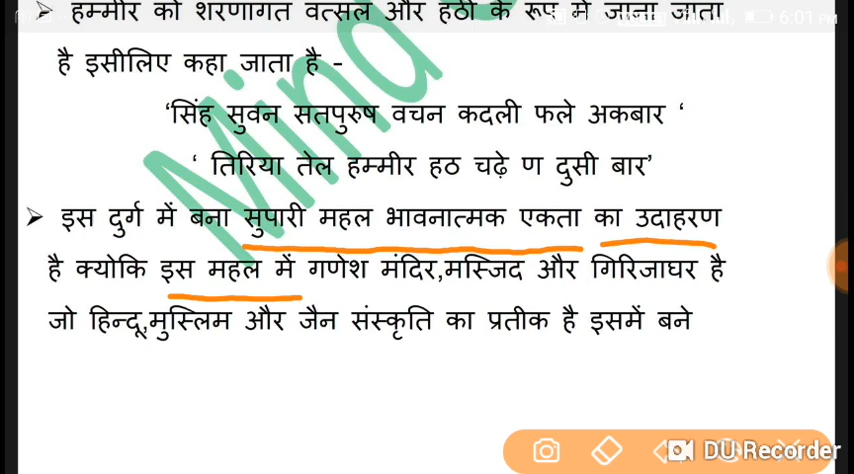 ➤ हम्मीर को शरणागत वत्सल और हठी के रूप में जाना जाता
6:01 PM
है इसीलिए कहा जाता है -
'सिंह सुवन सतपुरुष वचन कदली फले अकबार '
' तिरिया तेल हम्मीर हठ चढ़े ण दुसी बार'
➤ इस दुर्ग में बना सुपारी महल भावनात्मक एकता का उदाहरण
है क्योकि इस महल में गणेश मंदिर,मस्जिद और गिरिजाघर है
जो हिन्दू,मुस्लिम और जैन संस्कृति का प्रतीक है इसमें बने
DU Recorder